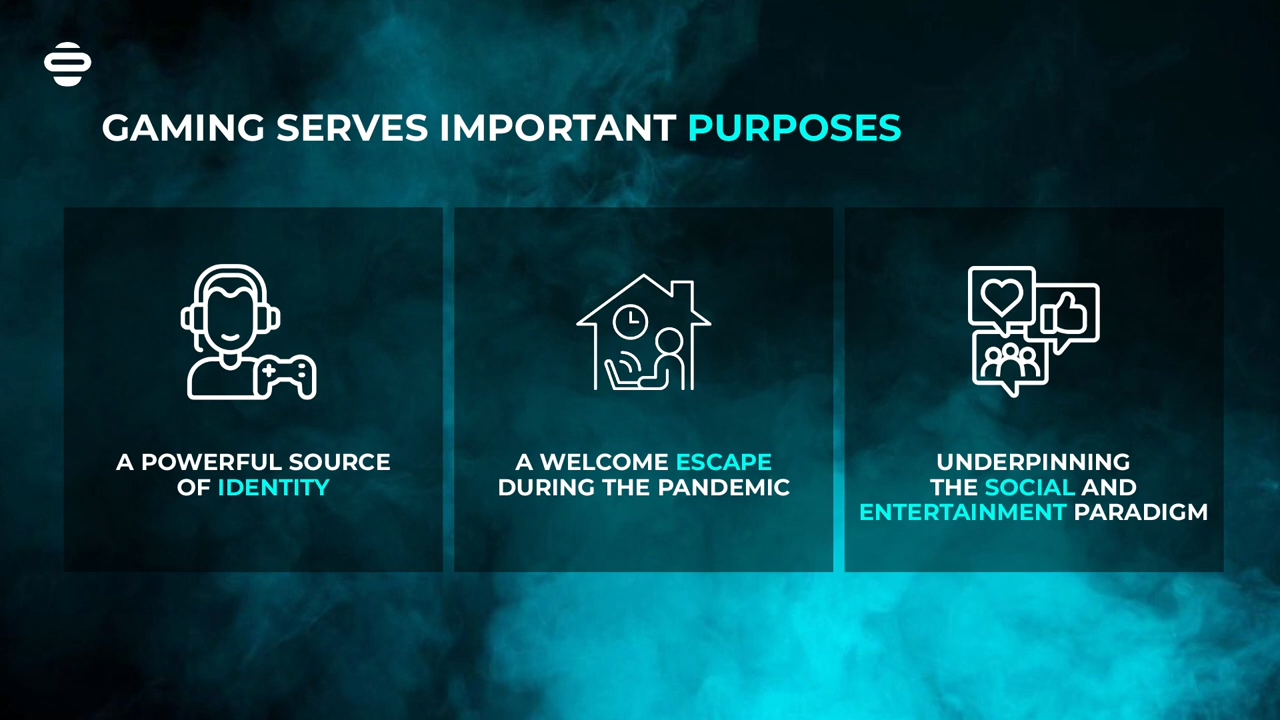 GAMING SERVES IMPORTANT PURPOSES
A POWERFUL SOURCE
OF IDENTITY
A WELCOME ESCAPE
DURING THE PANDEMIC
UNDERPINNING
THE SOCIAL AND
ENTERTAINMENT PARADIGM